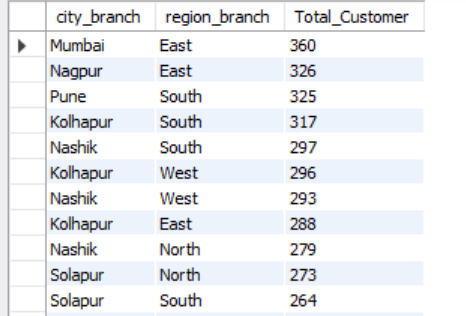 city_branch region_branch Total_Customer
Mumbai East 360
Nagpur East 326
Pune South 325
Kolhapur South 317
Nashik South 297
Kolhapur West 296
Nashik West 293
Kolhapur East 288
Nashik North 279
Solapur North 273
Solapur South 264